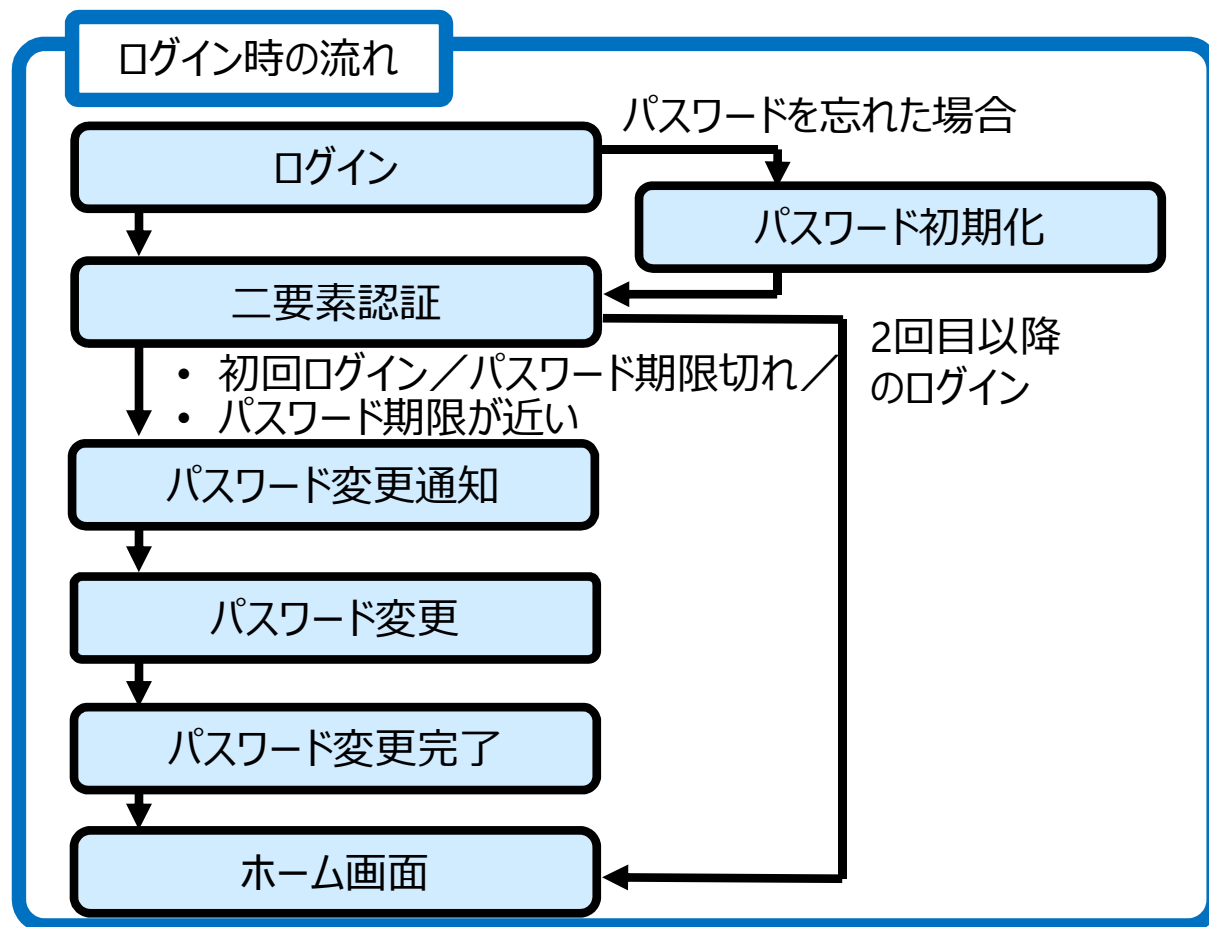 ログイン時の流れ
パスワードを忘れた場合
ログイン
パスワード初期化
二要素認証
2回目以降
のログイン
• 初回ログイン／パスワード期限切れ／
• パスワード期限が近い
パスワード変更通知
パスワード変更
パスワード変更完了
ホーム画面